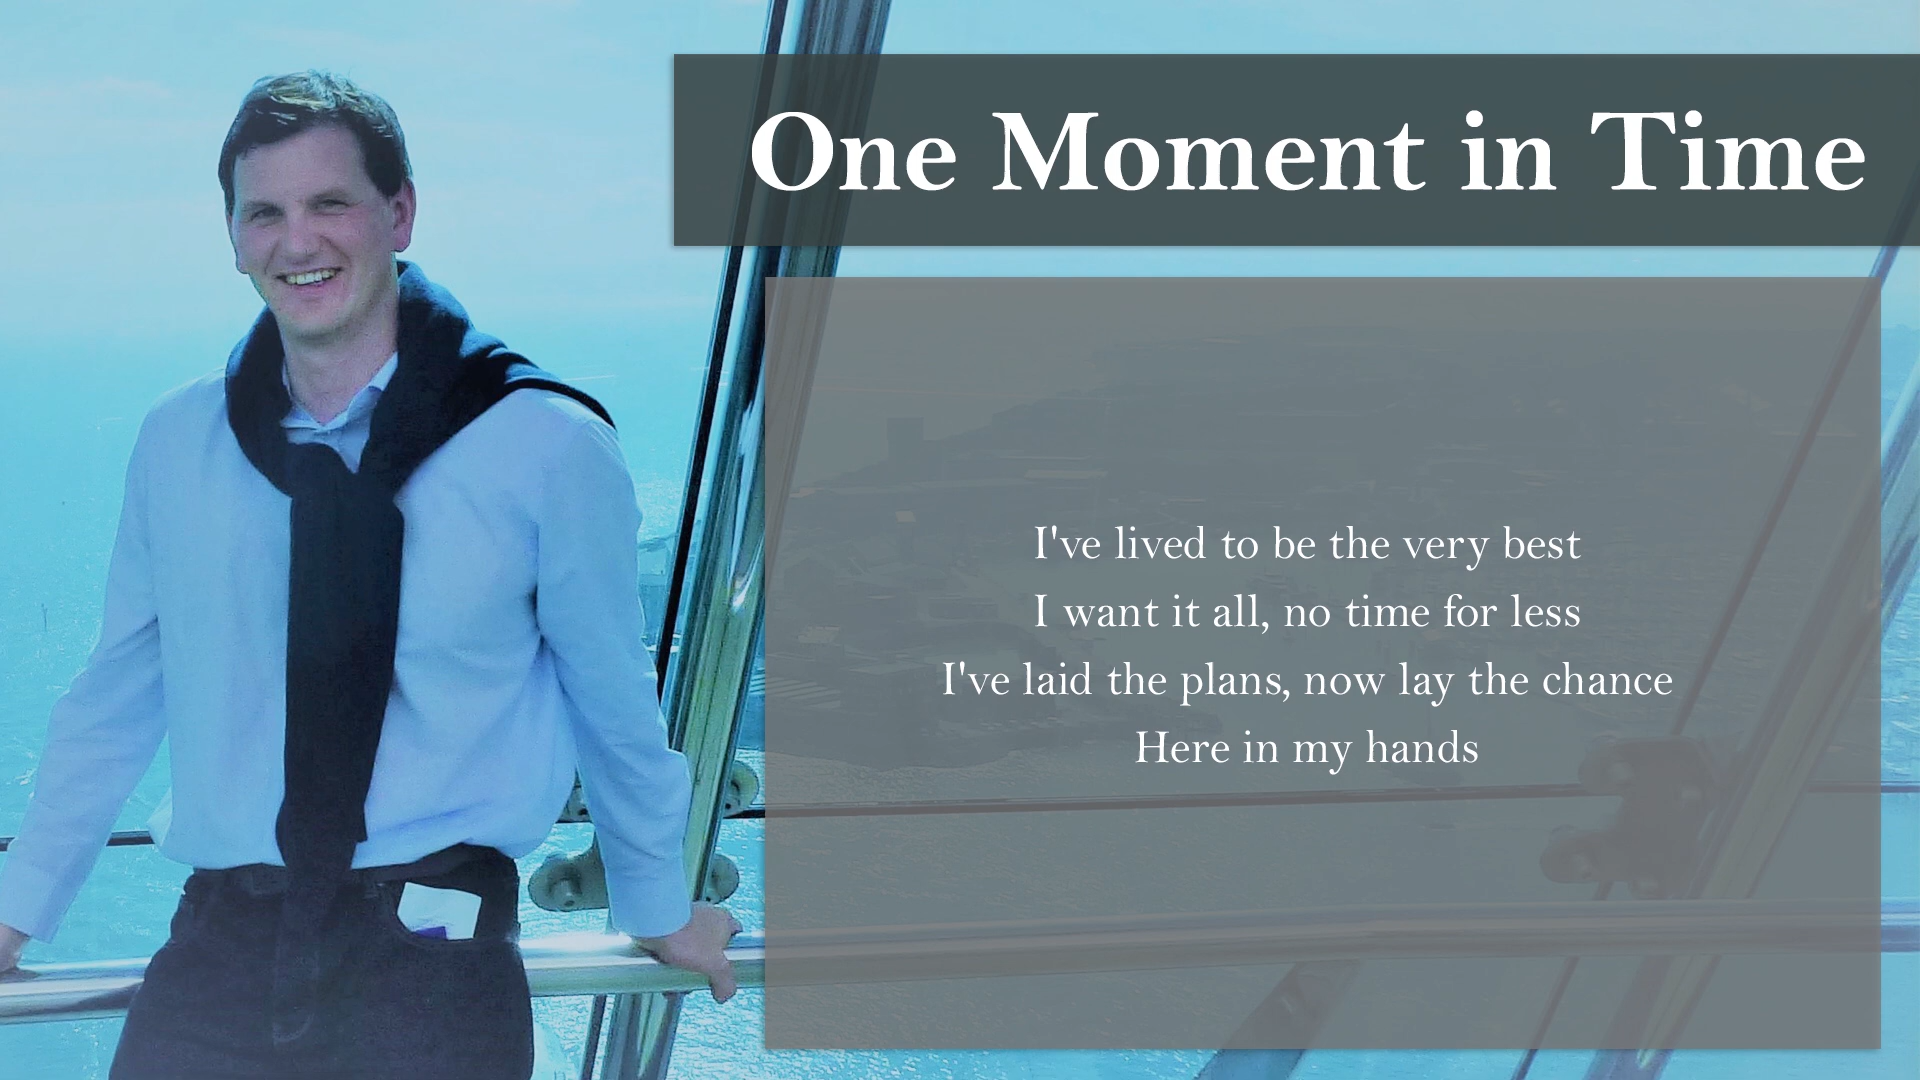 One Moment in Time
I've lived to be the very best
I want it all, no time for less
I've laid the plans, now lay the chance
Here in my hands